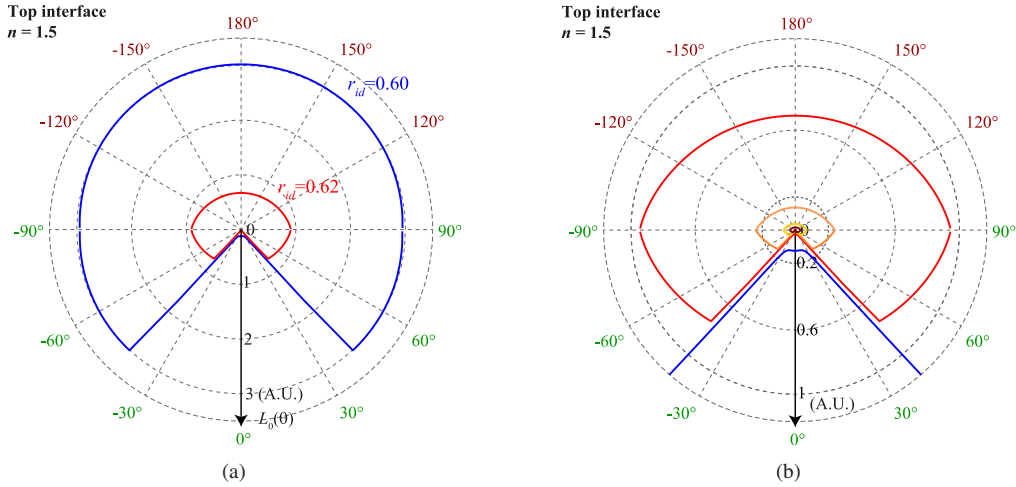 Top interface
n = 1.5
180°
-150°
150°
r_id=0.60
-120°
120°
r_id=0.62
-90°
0
90°
1
-60°
2
60°
3
(A.U.)
-30°
L_0(θ)
30°
0°
(a)
Top interface
n = 1.5
180°
-150°
150°
-120°
120°
-90°
0
90°
0.2
-60°
0.6
60°
1
(A.U.)
-30°
30°
0°
(b)